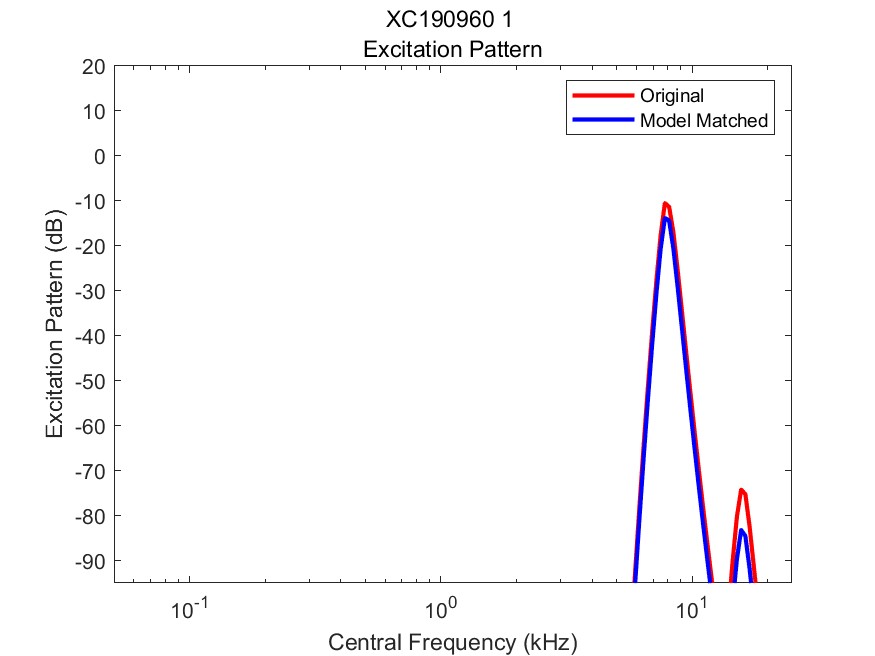 XC190960 1
Excitation Pattern
Original
Model Matched
20
10
0
-10
-20
-30
-40
-50
-60
-70
-80
-90
Excitation Pattern (dB)
10^-1
10^0
10^1
Central Frequency (kHz)